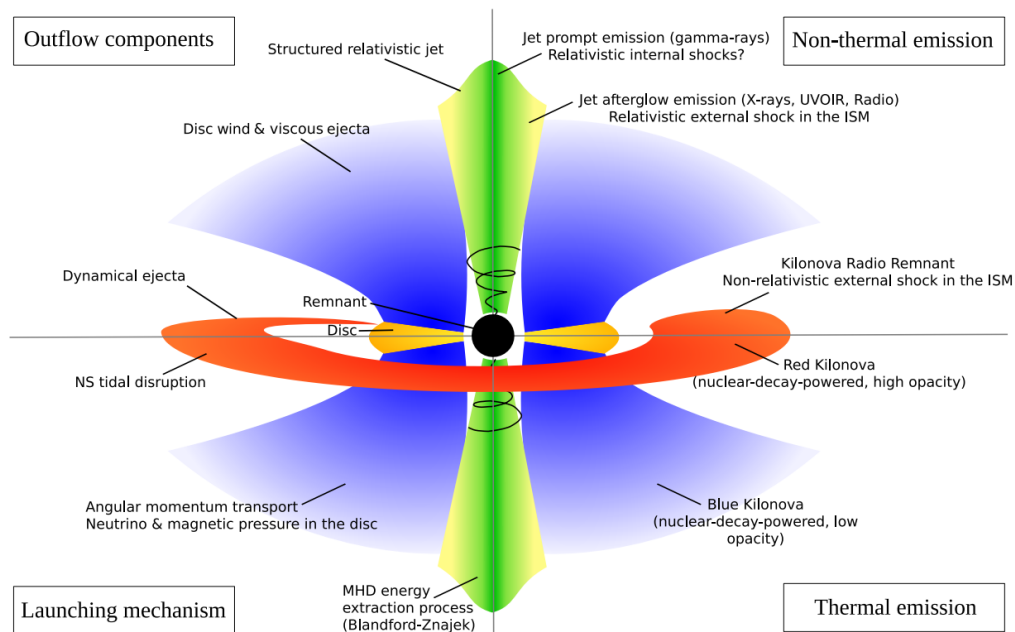 Outflow components
Non-thermal emission
Structured relativistic jet
Jet prompt emission (gamma-rays)
Relativistic internal shocks?
Jet afterglow emission (X-rays, UVOIR, Radio)
Relativistic external shock in the ISM
Disc wind & viscous ejecta
Dynamical ejecta
Kilonova Radio Remnant
Non-relativistic external shock in the ISM
Remnant
Disc
NS tidal disruption
Red Kilonova
(nuclear-decay-powered, high opacity)
Angular momentum transport
Neutrino & magnetic pressure in the disc
Blue Kilonova
(nuclear-decay-powered, low
opacity)
MHD energy
extraction process
(Blandford-Znajek)
Launching mechanism
Thermal emission